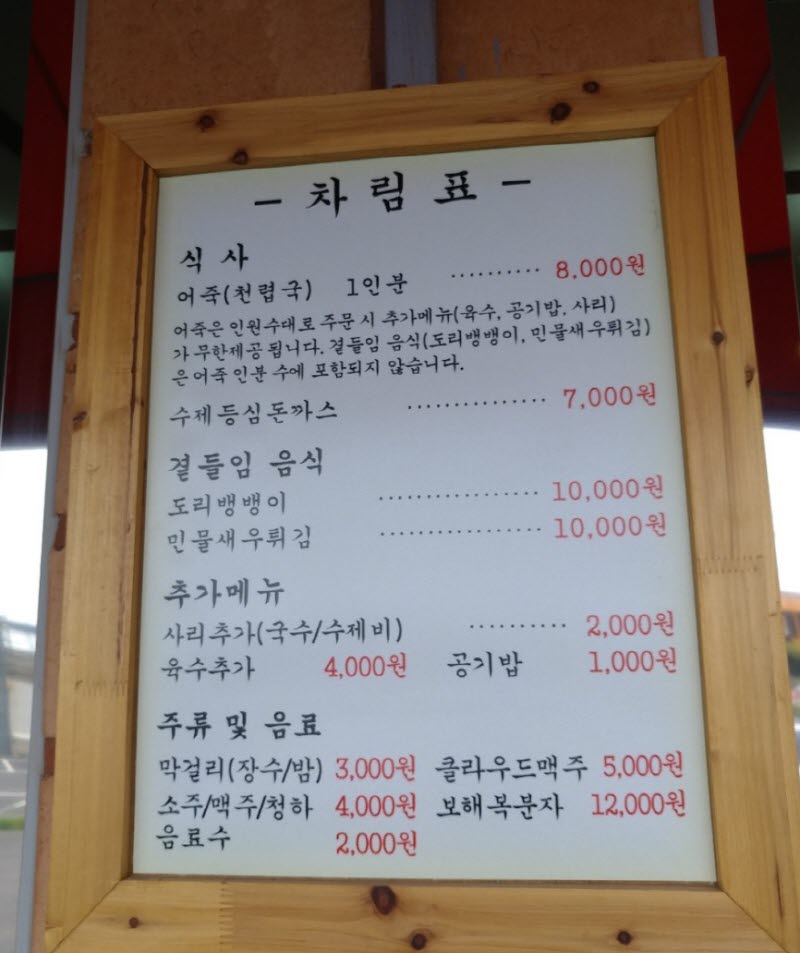 - 차림표 -
식사
어죽(천렵국) 1인분 .......... 8,000원
어죽은 인원수대로 주문 시 추가메뉴(육수, 공기밥, 사리)
가 무한제공 됩니다. 곁들임 음식(도리뱅뱅이, 민물새우튀김)
은 어죽 인분 수에 포함되지 않습니다.
수제등심돈까스 ............... 7,000원
곁들임 음식
도리뱅뱅이 ................. 10,000원
민물새우튀김 ................. 10,000원
추가메뉴
사리추가(국수/수제비) .......... 2,000원
육수추가 4,000원 공기밥 1,000원
주류 및 음료
막걸리(장수/밤) 3,000원 클라우드맥주 5,000원
소주/맥주/청하 4,000원 보해복분자 12,000원
음료수 2,000원